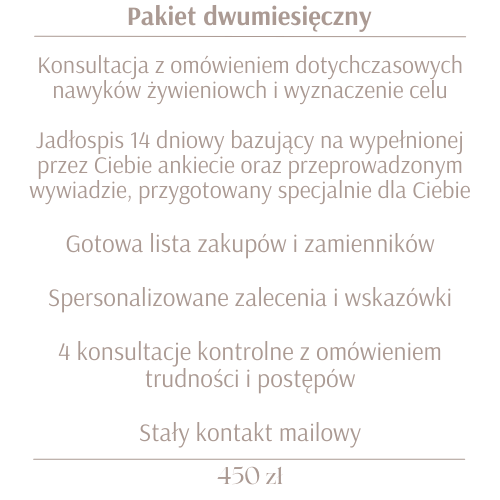 Pakiet dwumiesięczny
Konsultacja z omówieniem dotychczasowych
nawyków żywieniowch i wyznaczenie celu
Jadłospis 14 dniowy bazujący na wypełnionej
przez Ciebie ankiecie oraz przeprowadzonym
wywiadzie, przygotowany specjalnie dla Ciebie
Gotowa lista zakupów i zamienników
Spersonalizowane zalecenia i wskazówki
4 konsultacje kontrolne z omówieniem
trudności i postępów
Stały kontakt mailowy
450 zł